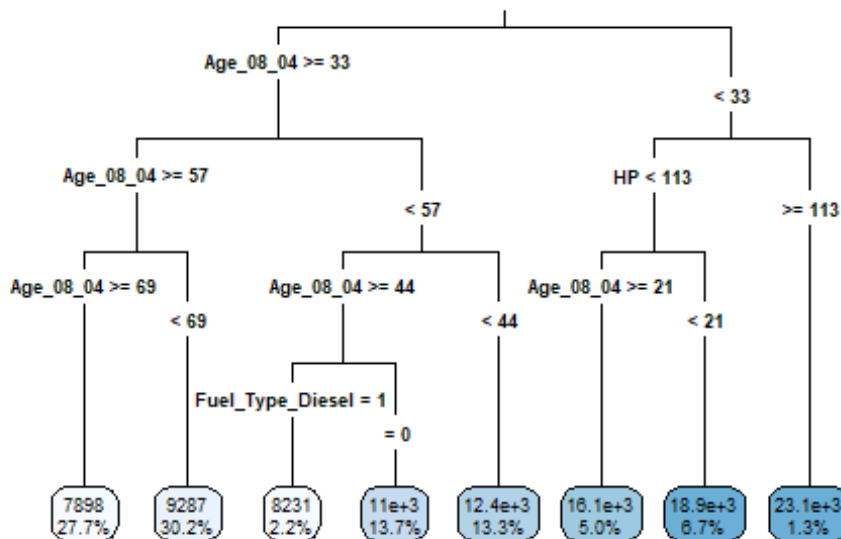 Age_08_04 >= 33
< 33
Age_08_04 >= 57
HP < 113
< 57
>= 113
Age_08_04 >= 69
Age_08_04 >= 44
Age_08_04 >= 21
< 69
< 44
< 21
Fuel_Type_Diesel = 1
= 0
7898
27.7%
9287
30.2%
8231
2.2%
11e+3
13.7%
12.4e+3
13.3%
16.1e+3
5.0%
18.9e+3
6.7%
23.1e+3
1.3%